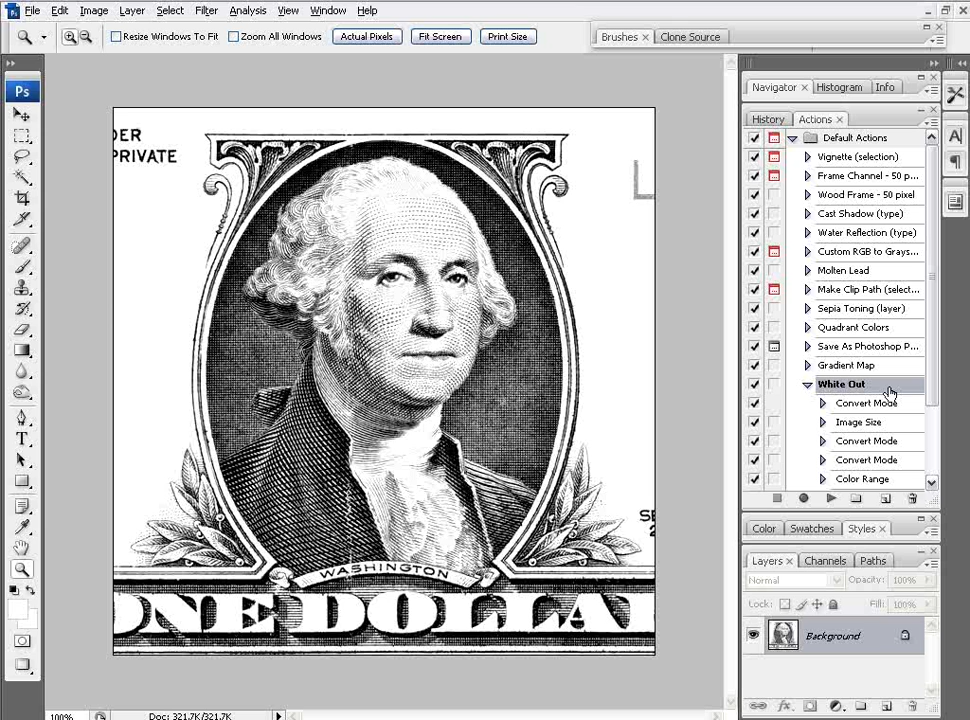 File Edit Image Layer Select Filter Analysis View Window Help
Resize Windows To Fit Zoom All Windows Actual Pixels Fit Screen Print Size
Brushes × Clone Source
Ps
Navigator × Histogram Info
History Actions ×
Default Actions
Vignette (selection)
Frame Channel - 50 p...
Wood Frame - 50 pixel
Cast Shadow (type)
Water Reflection (type)
Custom RGB to Grays...
Molten Lead
Make Clip Path (select...
Sepia Toning (layer)
Quadrant Colors
Save As Photoshop P...
Gradient Map
White Out
Convert Mode
Image Size
Convert Mode
Convert Mode
Color Range
Color Swatches Styles ×
Layers × Channels Paths
Normal Opacity: 100%
Lock: Fill: 100%
Background
DER
PRIVATE
L
WASHINGTON
ONE DOLLA
100% Doc: 321.7K/321.7K